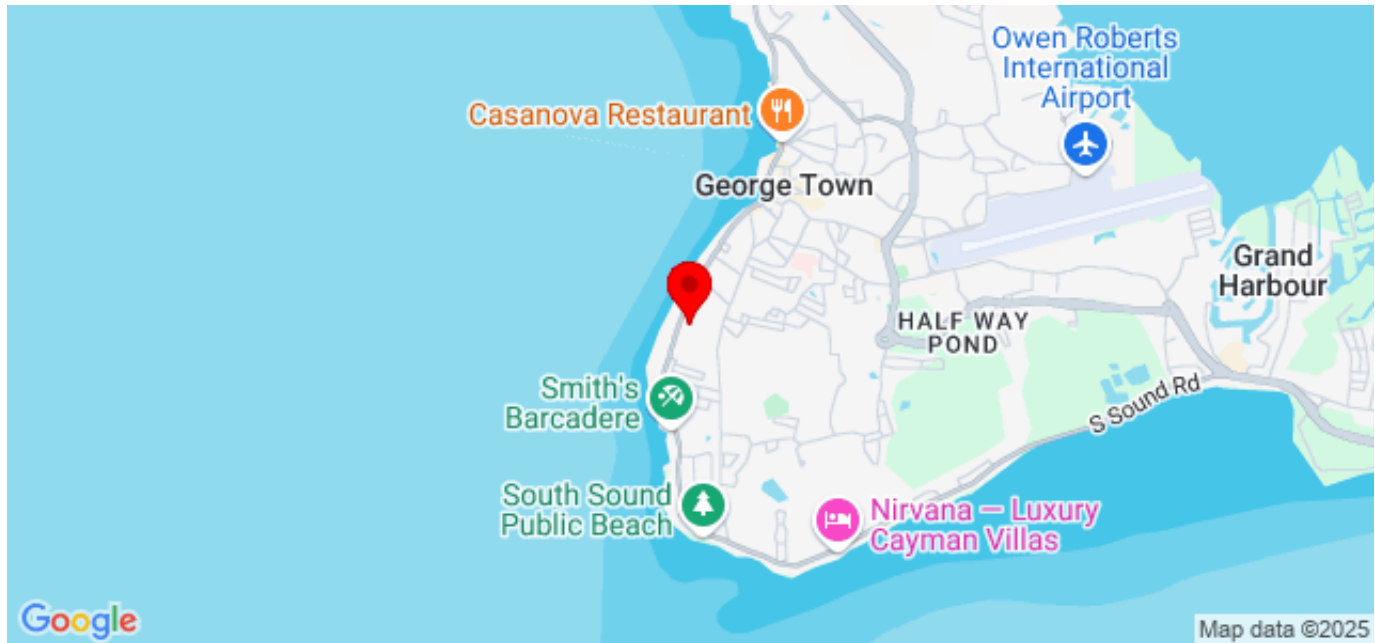 Owen Roberts
International
Airport
Casanova Restaurant
George Town
Grand
Harbour
HALF WAY
POND
Smith's
Barcadere
S Sound Rd
South Sound
Public Beach
Nirvana — Luxury
Cayman Villas
Google
Map data ©2025